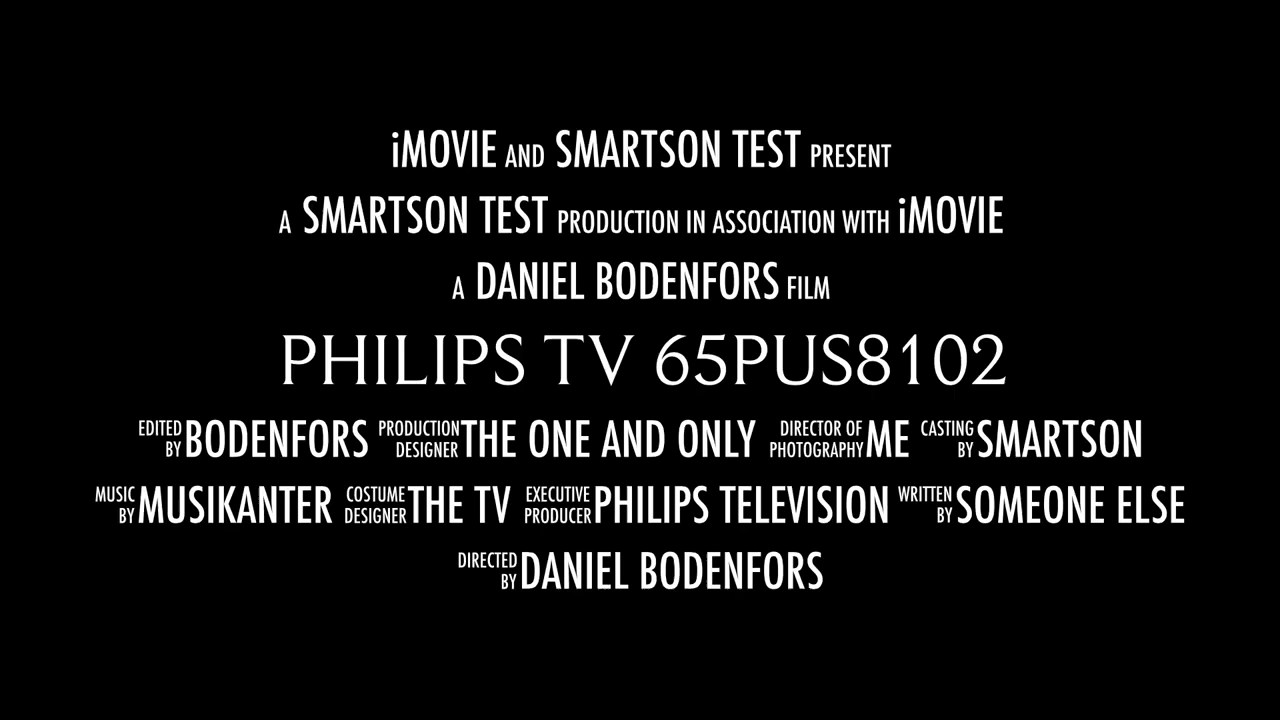 iMOVIE AND SMARTSON TEST PRESENT
A SMARTSON TEST PRODUCTION IN ASSOCIATION WITH iMOVIE
A DANIEL BODENFORS FILM
PHILIPS TV 65PUS8102
EDITED BY BODENFORS PRODUCTION DESIGNER THE ONE AND ONLY DIRECTOR OF PHOTOGRAPHY ME CASTING BY SMARTSON
MUSIC BY MUSIKANTER COSTUME DESIGNER THE TV EXECUTIVE PRODUCER PHILIPS TELEVISION WRITTEN BY SOMEONE ELSE
DIRECTED BY DANIEL BODENFORS